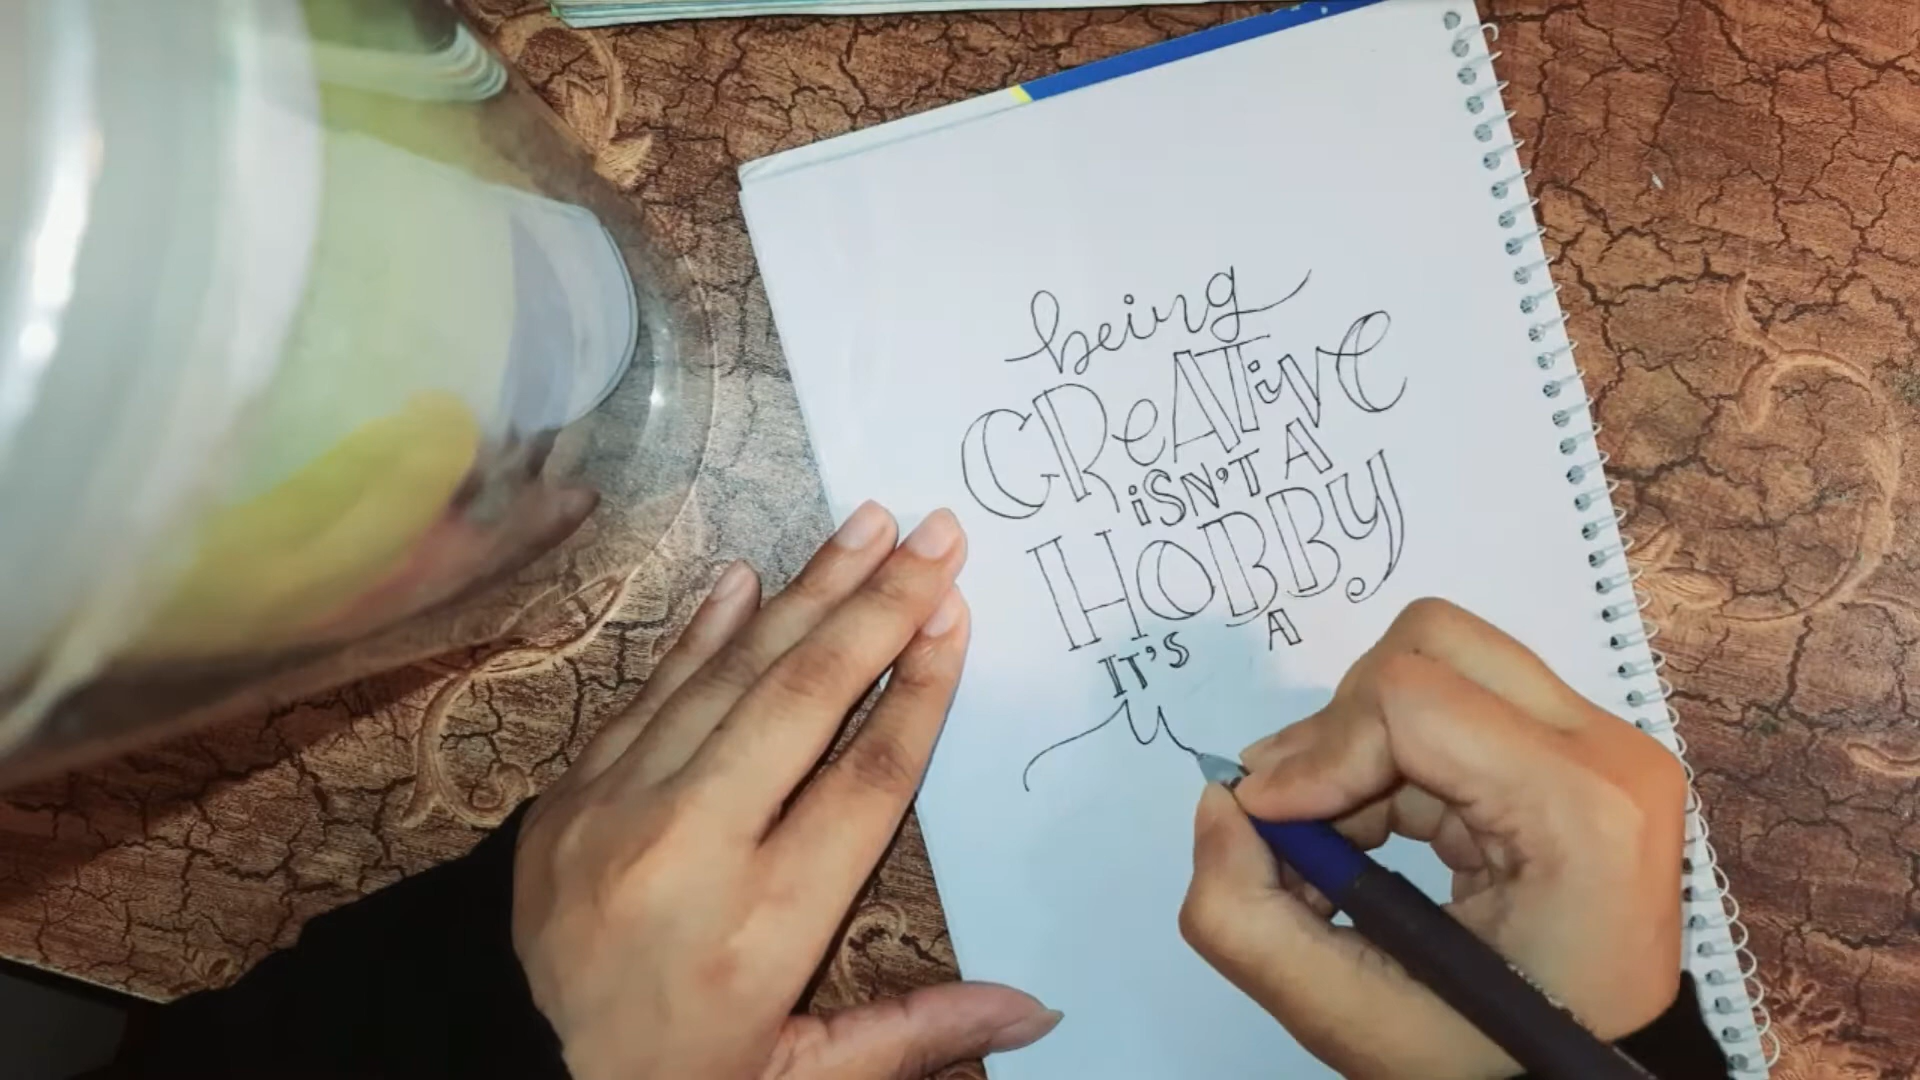 being
CReATive
iSN'T A
HOBBY
IT'S A